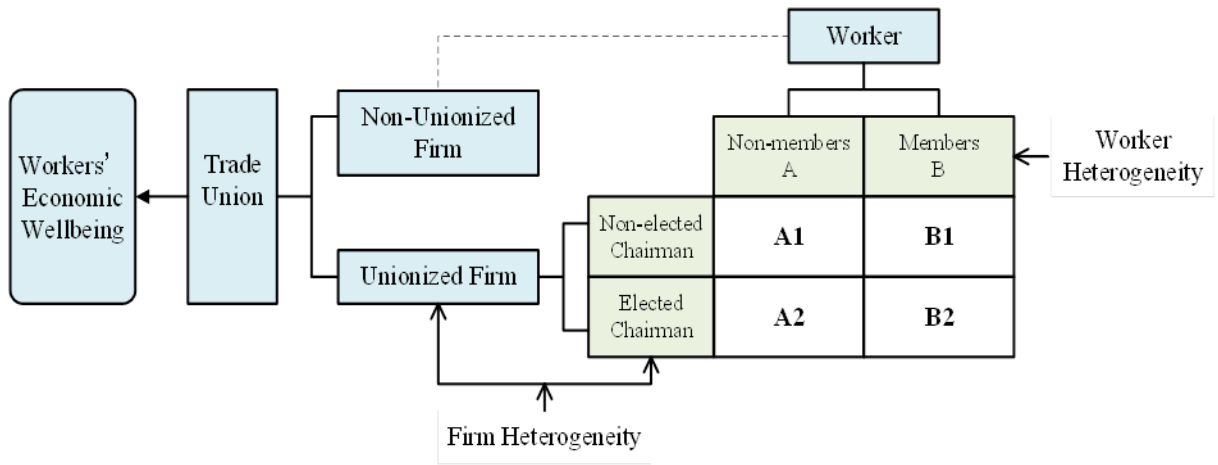 Worker
Non-Unionized
Firm
Workers’
Economic
Wellbeing
Trade
Union
Non-members
A
Members
B
Worker
Heterogeneity
Non-elected
Chairman
A1
B1
Unionized Firm
Elected
Chairman
A2
B2
Firm Heterogeneity